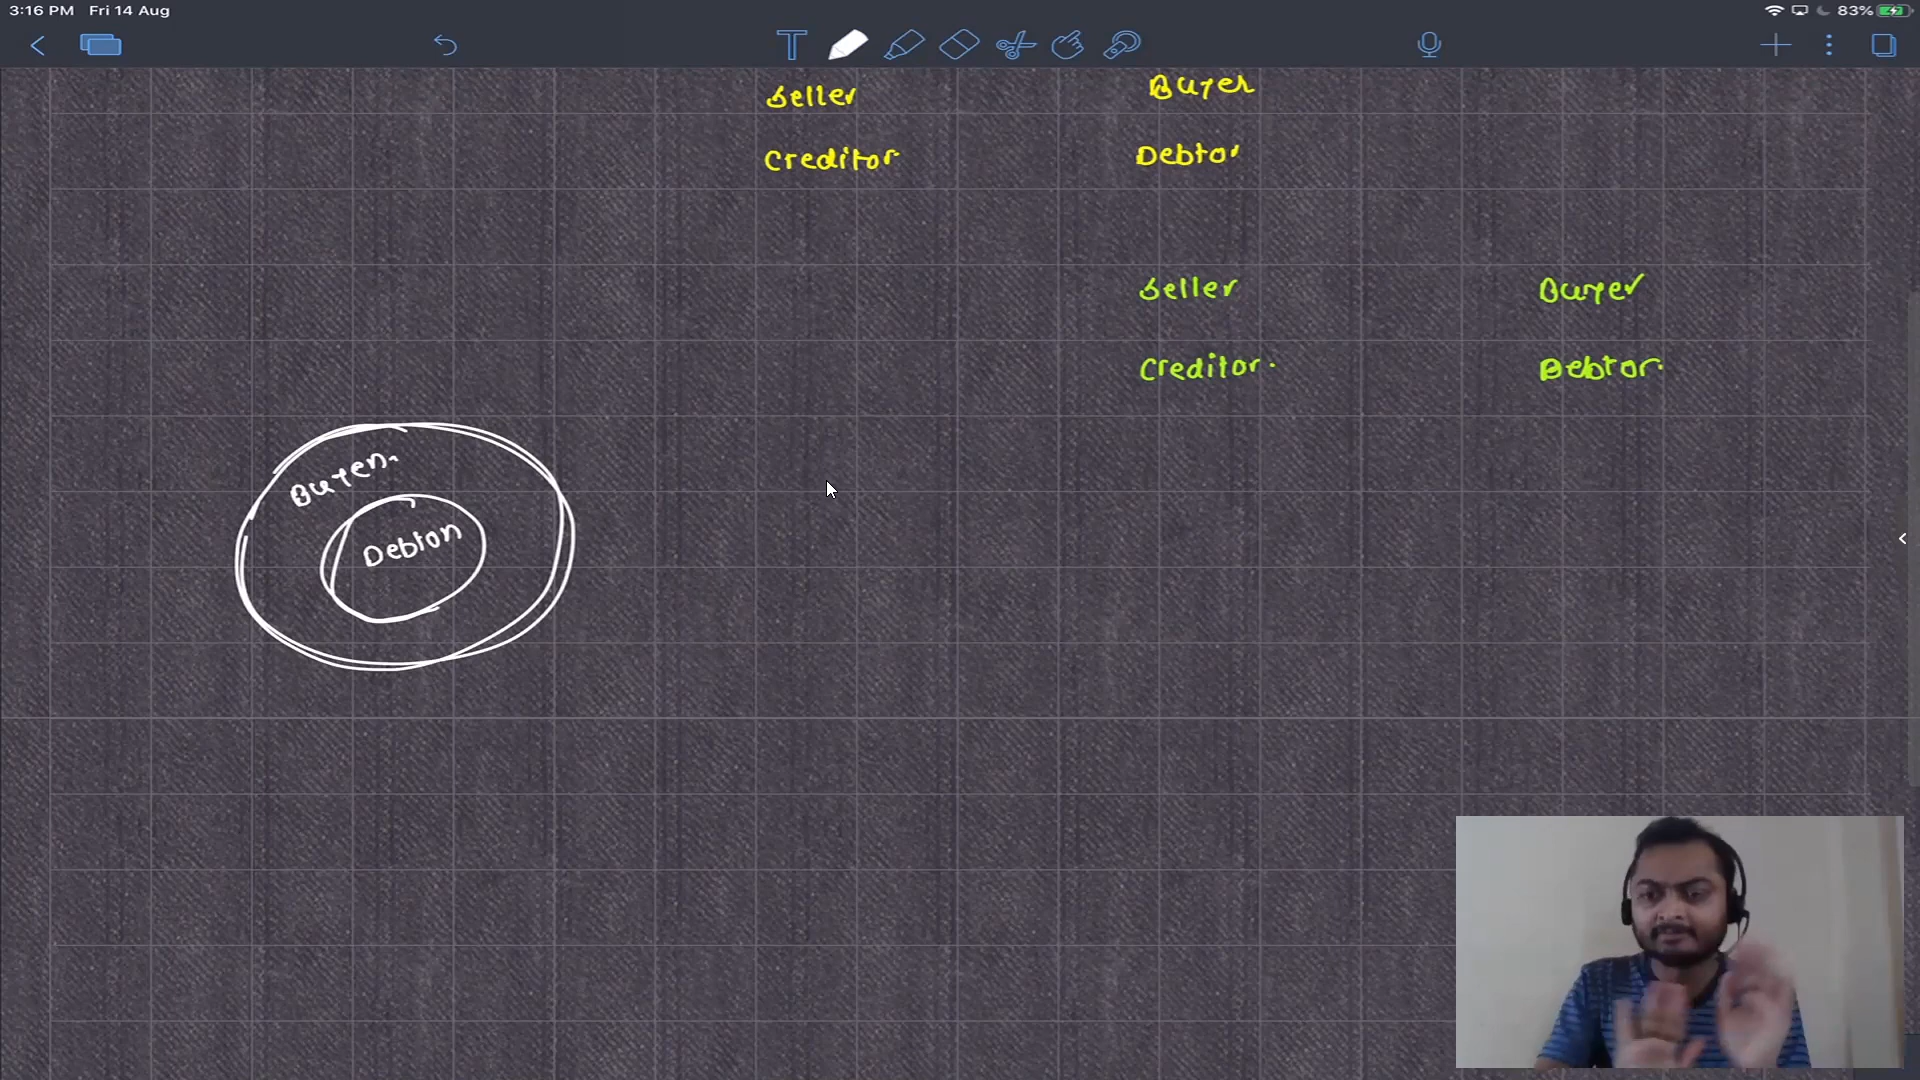 3:16 PM Fri 14 Aug 83%
Seller Buyer
Creditor Debtor
Seller Buyer
Creditor. Debtor.
Buyer.
Debtor